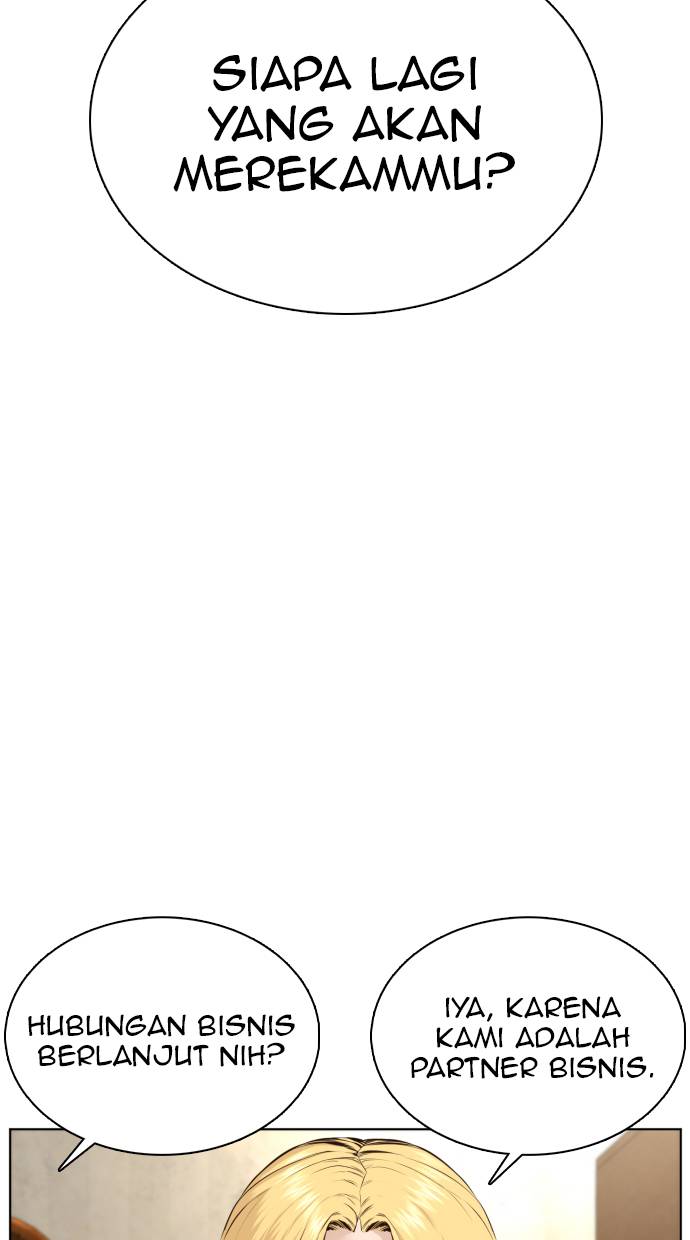 SIAPA LAGI
YANG AKAN
MEREKAMMU?
HUBUNGAN BISNIS
BERLANJUT NIH?
IYA, KARENA
KAMI ADALAH
PARTNER BISNIS.